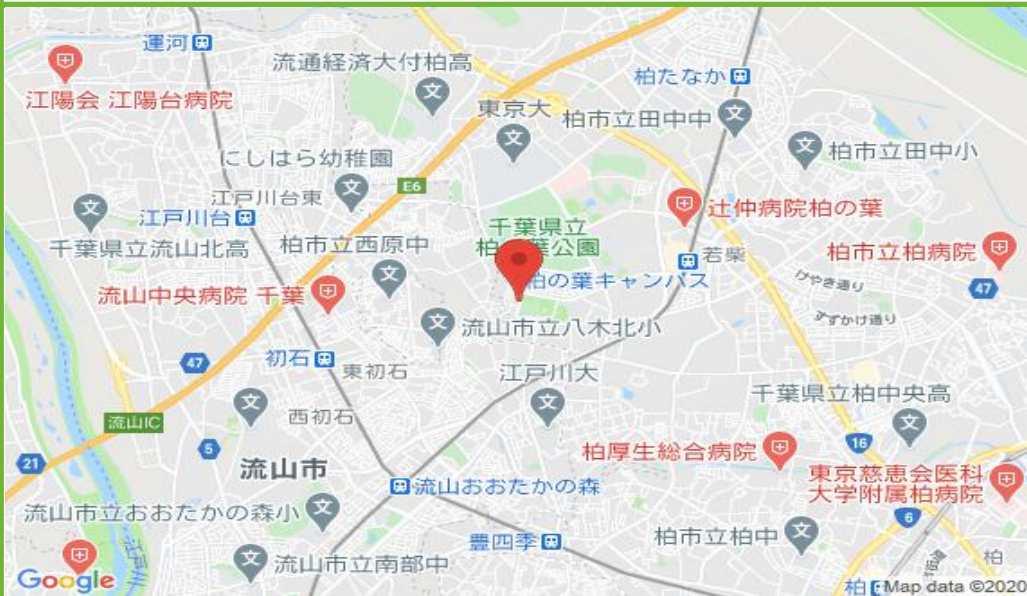 運河
江陽会 江陽台病院
流通経済大付柏高
東京大
柏たなか
柏市立田中中
柏市立田中小
にしはら幼稚園
江戸川台東
E6
江戸川台
千葉県立流山北高
柏市立西原中
千葉県立
柏の葉公園
辻仲病院柏の葉
若柴
柏の葉キャンパス
柏市立柏病院
47
けやき通り
すずかけ通り
流山中央病院 千葉
流山市立八木北小
47
初石
東初石
江戸川大
千葉県立柏中央高
西初石
流山IC
5
21
流山市
柏厚生総合病院
16
東京慈恵会医科
大学附属柏病院
流山おおたかの森
6
流山市立おおたかの森小
豊四季
柏市立柏中
流山市立南部中
江戸川
柏
柏
Google
Map data ©2020